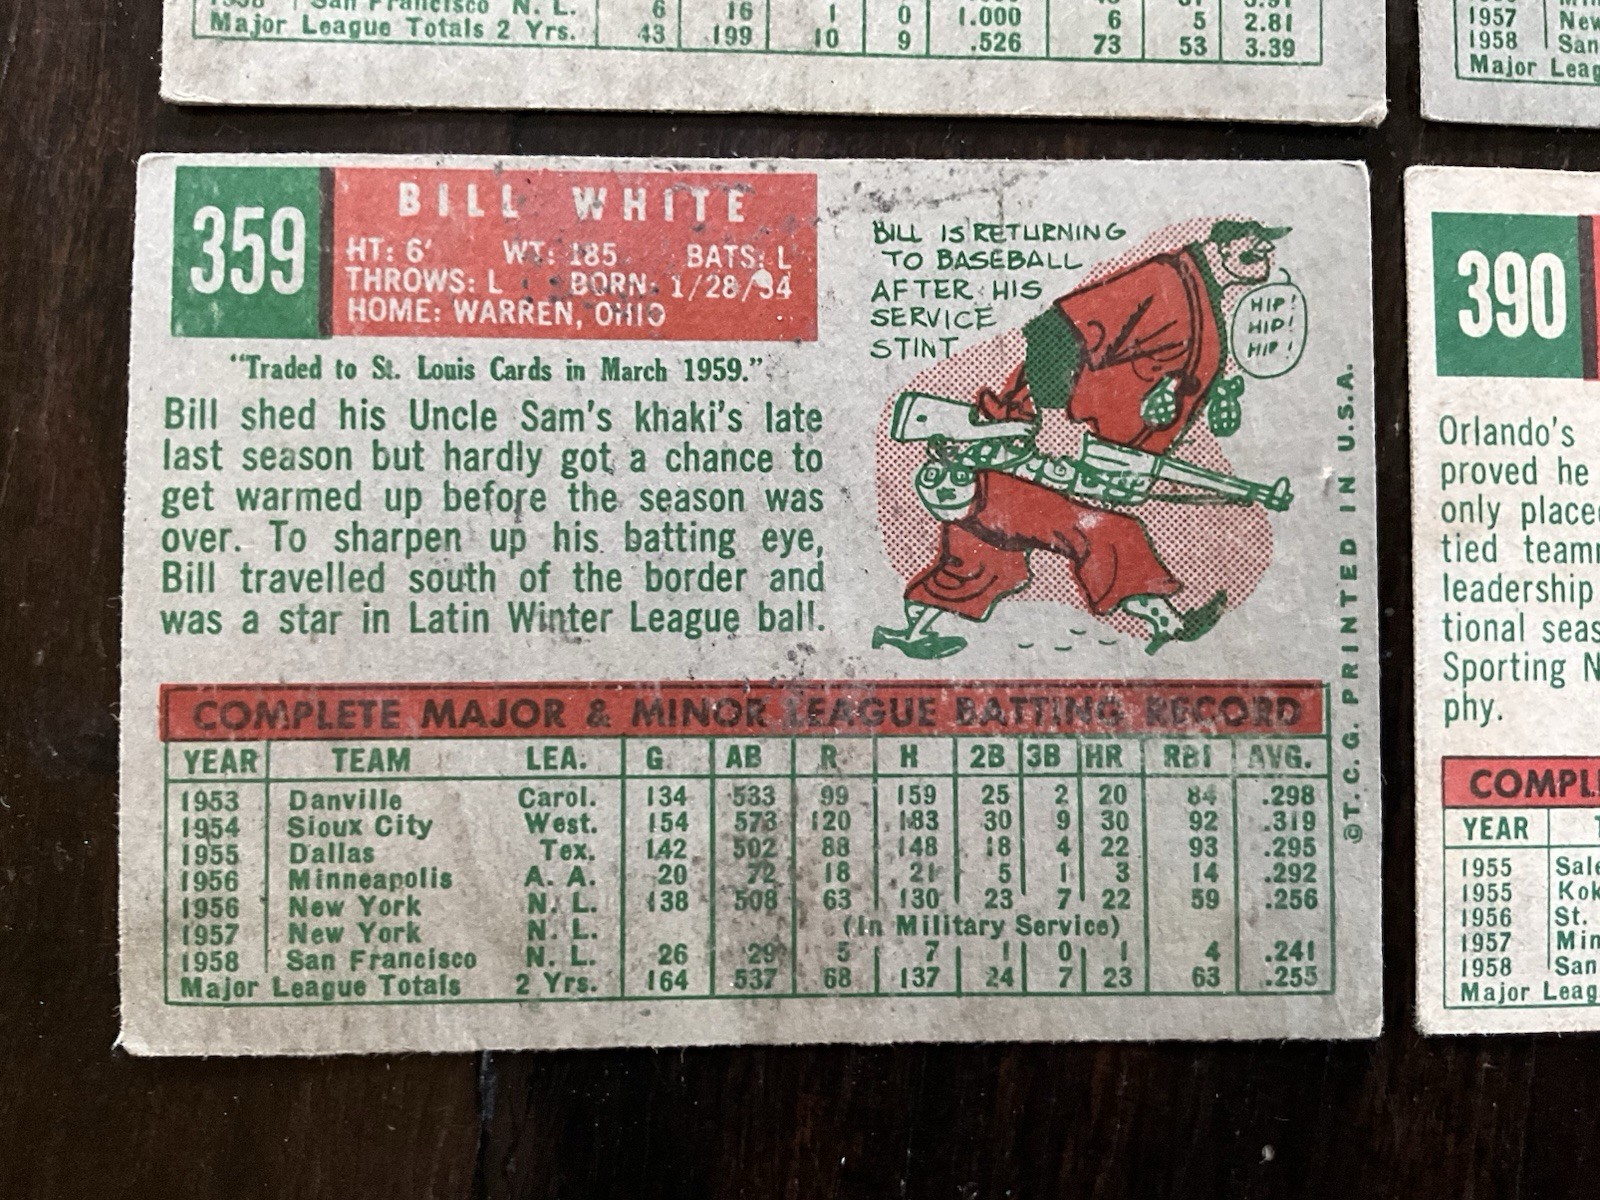 San Francisco N. L. 6 16 1 0 1.000 6 5 2.81
Major League Totals 2 Yrs. 43 199 10 9 .526 73 53 3.39
1957 New
1958 San
Major Leag
359
BILL WHITE
HT: 6' WT: 185 BATS: L
THROWS: L BORN: 1/28/34
HOME: WARREN, OHIO
"Traded to St. Louis Cards in March 1959."
Bill shed his Uncle Sam's khaki's late
last season but hardly got a chance to
get warmed up before the season was
over. To sharpen up his batting eye,
Bill travelled south of the border and
was a star in Latin Winter League ball.
BILL IS RETURNING
TO BASEBALL
AFTER HIS
SERVICE
STINT
HIP!
HIP!
HIP!
©T. C. G. PRINTED IN U.S.A.
COMPLETE MAJOR & MINOR LEAGUE BATTING RECORD
YEAR TEAM LEA. G AB R H 2B 3B HR RBI AVG.
1953 Danville Carol. 134 533 99 159 25 2 20 84 .298
1954 Sioux City West. 154 573 120 183 30 9 30 92 .319
1955 Dallas Tex. 142 502 88 148 18 4 22 93 .295
1956 Minneapolis A. A. 20 72 18 21 5 1 3 14 .292
1956 New York N. L. 138 508 63 130 23 7 22 59 .256
1957 New York N. L. (In Military Service)
1958 San Francisco N. L. 26 29 5 7 1 0 1 4 .241
Major League Totals 2 Yrs. 164 537 68 137 24 7 23 63 .255
390
Orlando's
proved he
only place
tied team
leadership
tional seas
Sporting N
phy.
COMPL
YEAR
1955 Sale
1955 Kok
1956 St.
1957 Min
1958 San
Major Leag